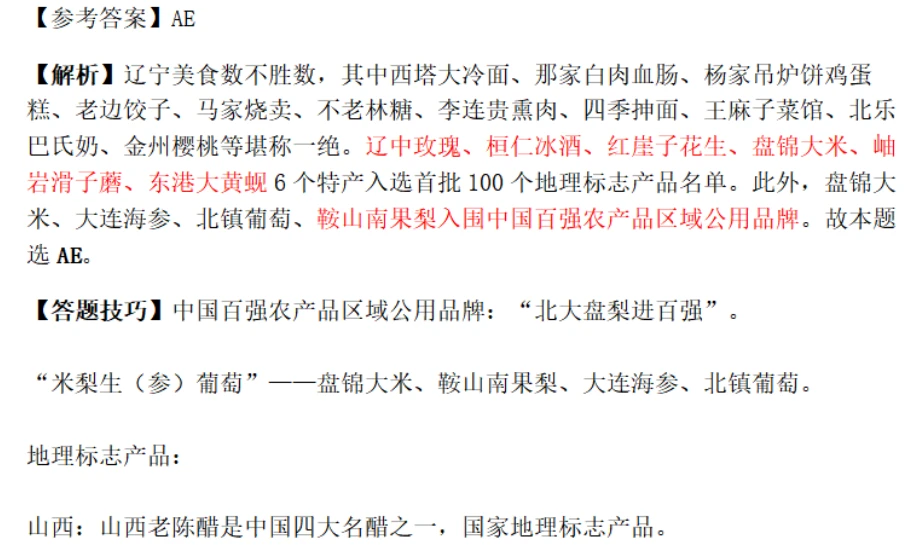 【参考答案】AE
【解析】辽宁美食数不胜数，其中西塔大冷面、那家白肉血肠、杨家吊炉饼鸡蛋
糕、老边饺子、马家烧卖、不老林糖、李连贵熏肉、四季抻面、王麻子菜馆、北乐
巴氏奶、金州樱桃等堪称一绝。辽中玫瑰、桓仁冰酒、红崖子花生、盘锦大米、岫
岩滑子蘑、东港大黄蚬 6 个特产入选首批 100 个地理标志产品名单。此外，盘锦大
米、大连海参、北镇葡萄、鞍山南果梨入围中国百强农产品区域公用品牌。故本题
选 AE。
【答题技巧】中国百强农产品区域公用品牌：“北大盘梨进百强”。
“米梨生（参）葡萄”——盘锦大米、鞍山南果梨、大连海参、北镇葡萄。
地理标志产品：
山西：山西老陈醋是中国四大名醋之一，国家地理标志产品。